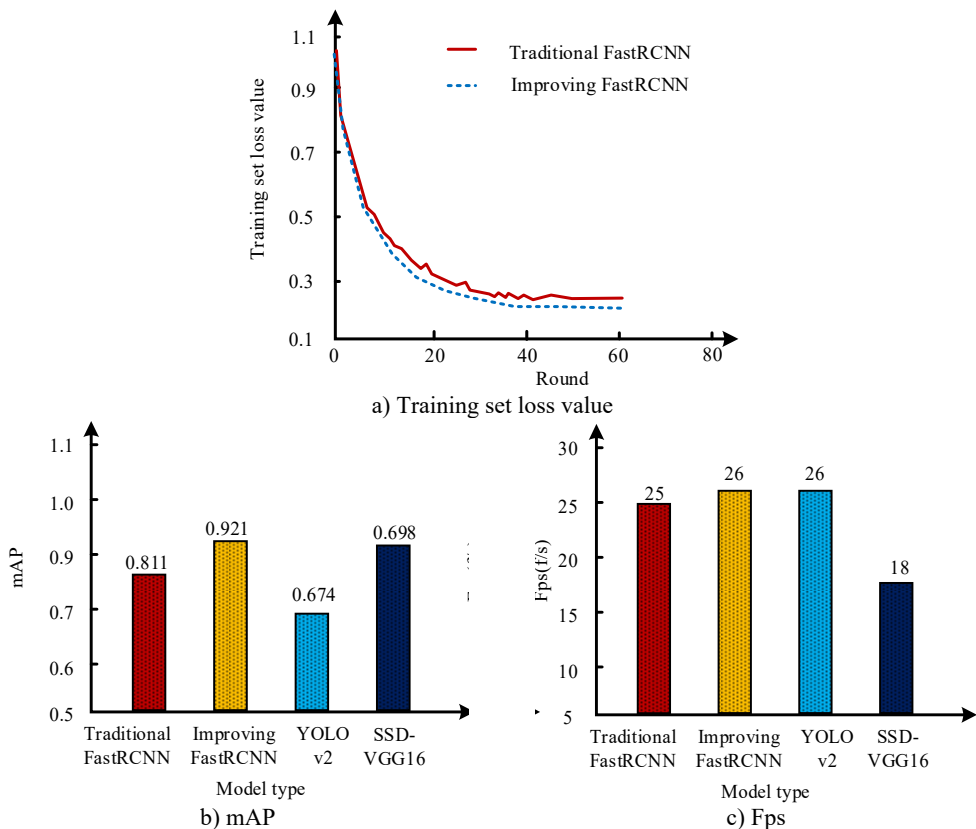 1.1
0.9
0.7
0.5
0.3
0.1
Training set loss value
Traditional FastRCNN
Improving FastRCNN
0
20
40
60
80
Round
a) Training set loss value
1.1
1.0
0.9
0.7
0.6
0.5
mAP
0.811
0.921
0.674
0.698
Traditional
FastRCNN
Improving
FastRCNN
YOLO
v2
SSD-
VGG16
Model type
b) mAP
30
25
20
15
10
5
Fps(f/s)
25
26
26
18
Traditional
FastRCNN
Improving
FastRCNN
YOLO
v2
SSD-
VGG16
Model type
c) Fps